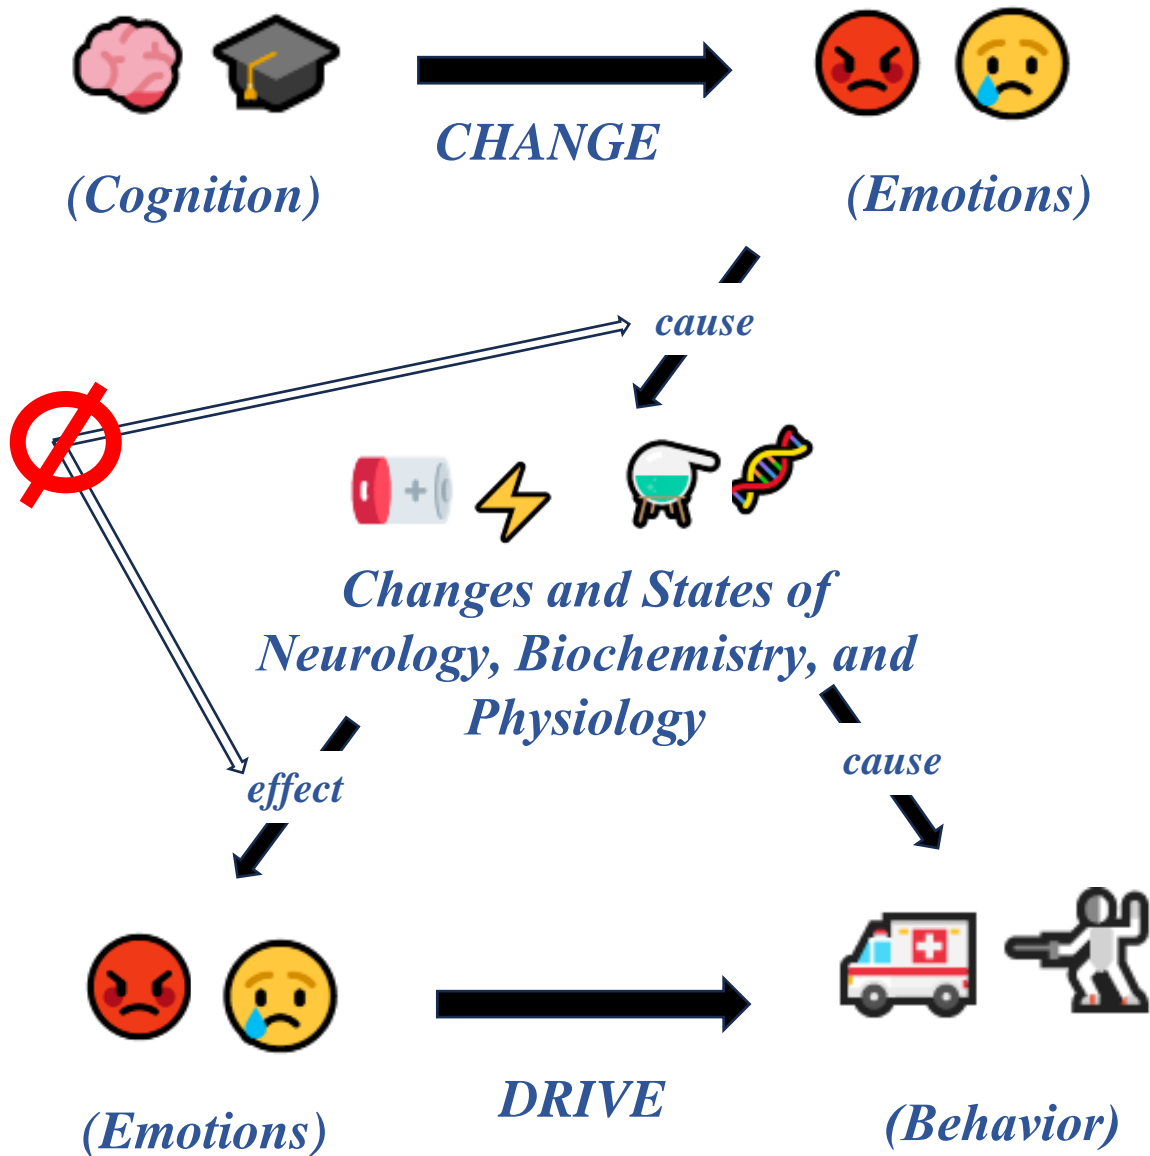 CHANGE
(Cognition)
(Emotions)
cause
Changes and States of
Neurology, Biochemistry, and
Physiology
cause
effect
DRIVE
(Emotions)
(Behavior)